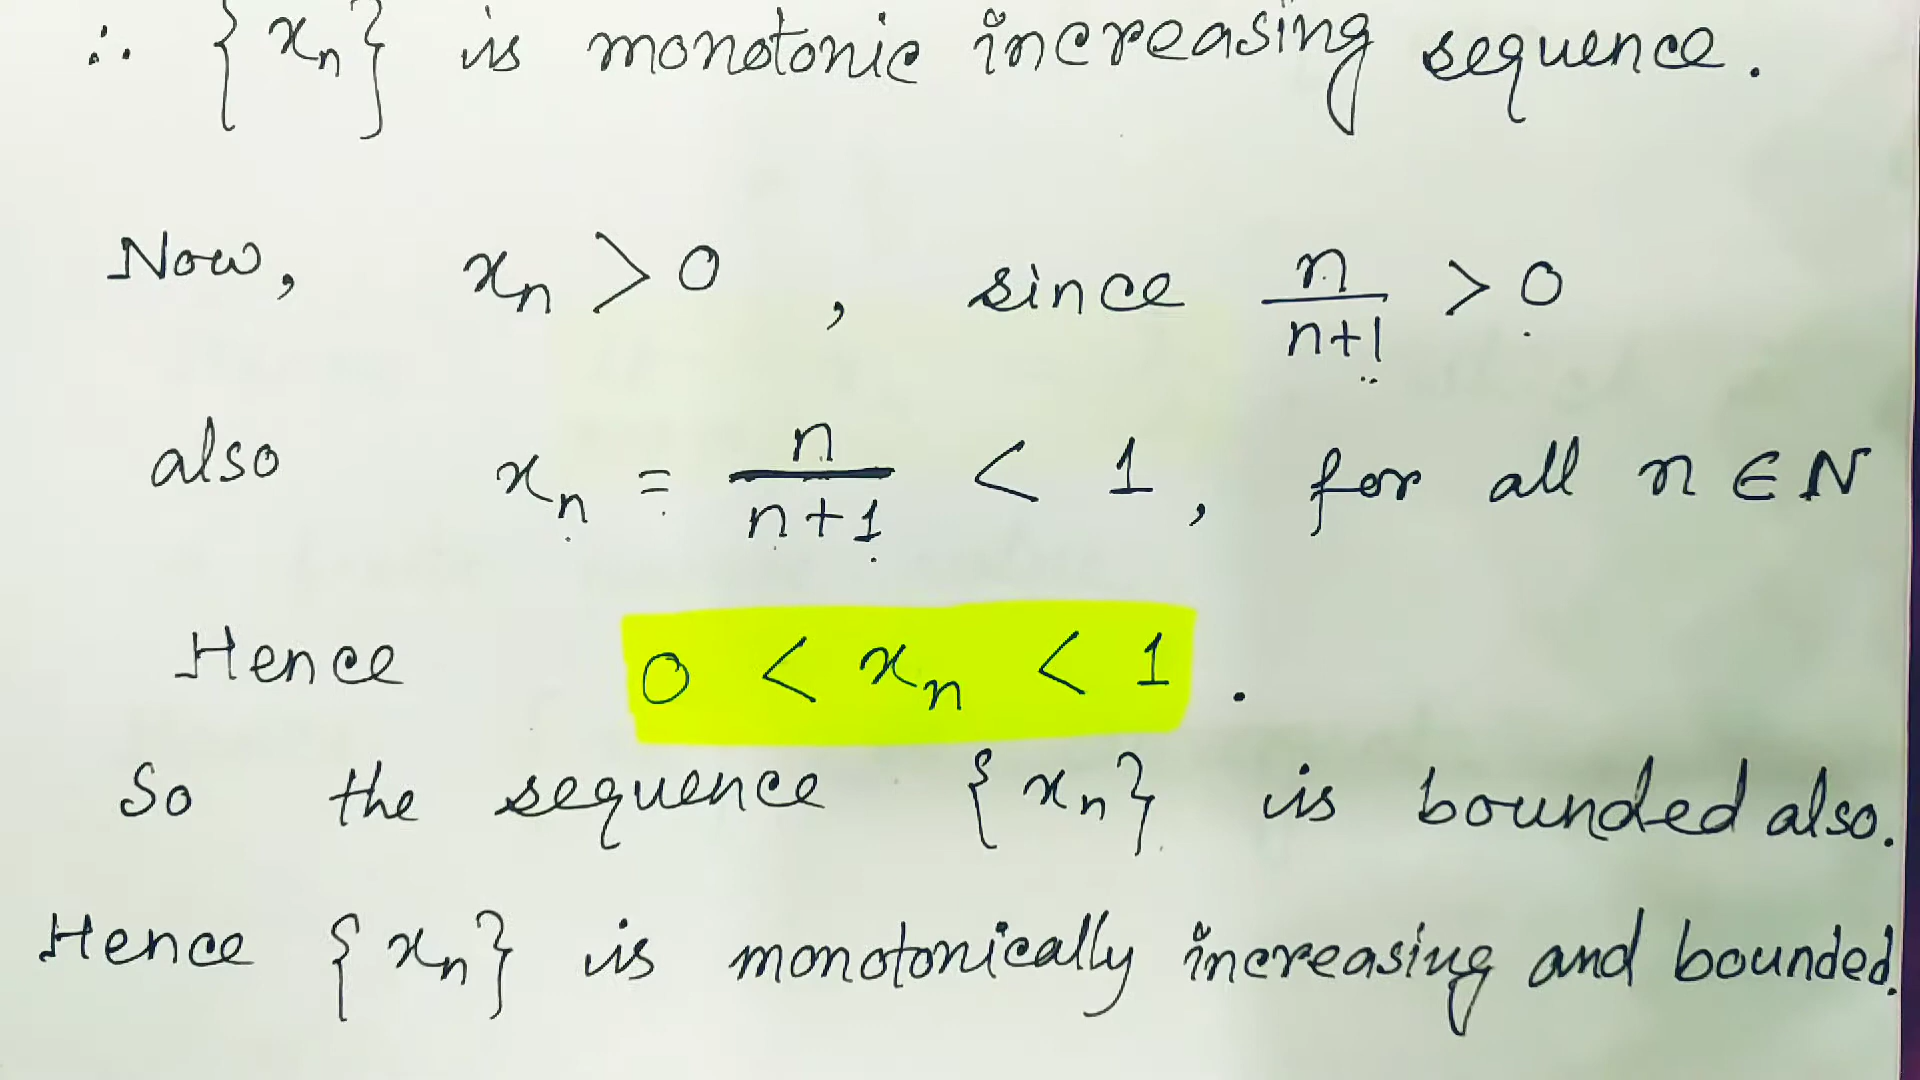 ∴ {xₙ} is monotonic increasing sequence.
Now, xₙ > 0 , since n/(n+1) > 0
also xₙ = n/(n+1) < 1, for all n ∈ N
Hence 0 < xₙ < 1 .
So the sequence {xₙ} is bounded also.
Hence {xₙ} is monotonically increasing and bounded.